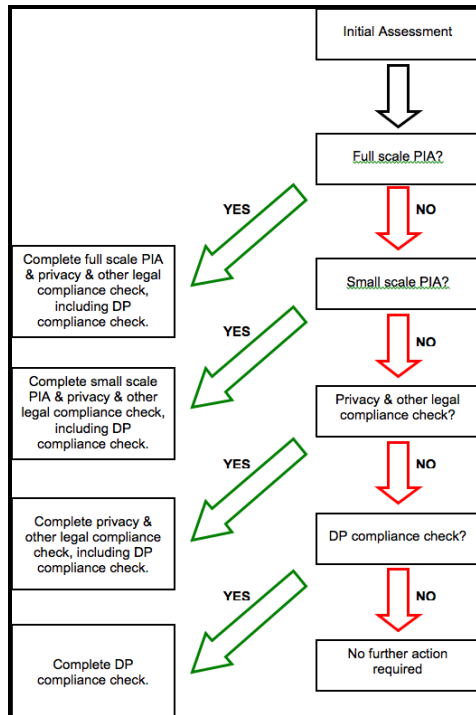 Initial Assessment
Full scale PIA?
YES
NO
Complete full scale PIA
& privacy & other legal
compliance check,
including DP
compliance check.
Small scale PIA?
YES
NO
Complete small scale
PIA & privacy & other
legal compliance check,
including DP
compliance check.
Privacy & other legal
compliance check?
YES
NO
Complete privacy &
other legal compliance
check, including DP
compliance check.
DP compliance check?
YES
NO
Complete DP
compliance check.
No further action
required